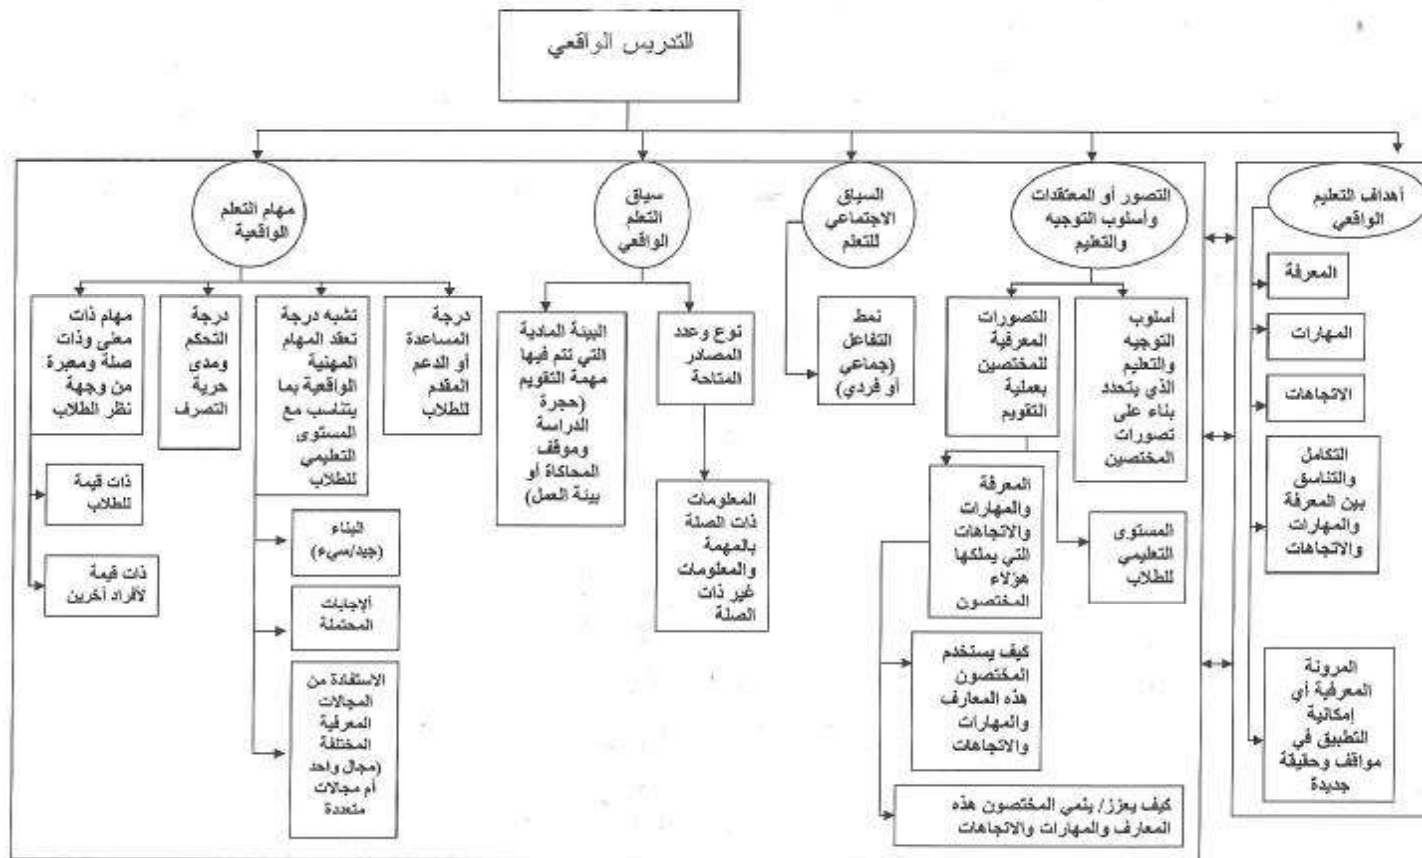 التدريس الواقعي
أهداف التعليم
الواقعي
المعرفة
المهارات
الاتجاهات
التكامل
والتناسق
بين المعرفة
والمهارات
والاتجاهات
المرونة
المعرفية أي
إمكانية
التطبيق في
مواقف وحقيقة
جديدة
التصور أو المعتقدات
وأسلوب التوجيه
والتعليم
أسلوب
التوجيه
والتعليم
الذي يتحدد
بناء على
تصورات
المختصين
التصورات
المعرفية
للمختصين
بعملية
التقويم
المستوى
التعليمي
للطلاب
المعرفة
والمهارات
والاتجاهات
التي يملكها
هؤلاء
المختصون
كيف يستخدم
المختصون
هذه المعارف
والمهارات
والاتجاهات
كيف يعزز/ ينمي المختصون هذه
المعارف والمهارات والاتجاهات
السياق
الاجتماعي
للتعلم
نمط
التفاعل
(جماعي
أو فردي)
سياق
التعلم
الواقعي
نوع وعدد
المصادر
المتاحة
المعلومات
ذات الصلة
بالمهمة
والمعلومات
غير ذات
الصلة
البيئة المادية
التي تتم فيها
مهمة التقويم
(حجرة
الدراسة
وموقف
المحاكاة أو
بيئة العمل)
مهام التعلم
الواقعية
درجة
المساعدة
أو الدعم
المقدم
للطلاب
تشبه درجة
تعقد المهام
المهنية
الواقعية بما
يتناسب مع
المستوى
التعليمي
للطلاب
البناء
(جيد/سيء)
ألإجابات
المحتملة
الاستفادة من
المجالات
المعرفية
المختلفة
(مجال واحد
أم مجالات
متعددة
درجة
التحكم
ومدى
حرية
التصرف
مهام ذات
معنى وذات
صلة ومعبرة
من وجهة
نظر الطلاب
ذات قيمة
للطلاب
ذات قيمة
لأفراد أخرين